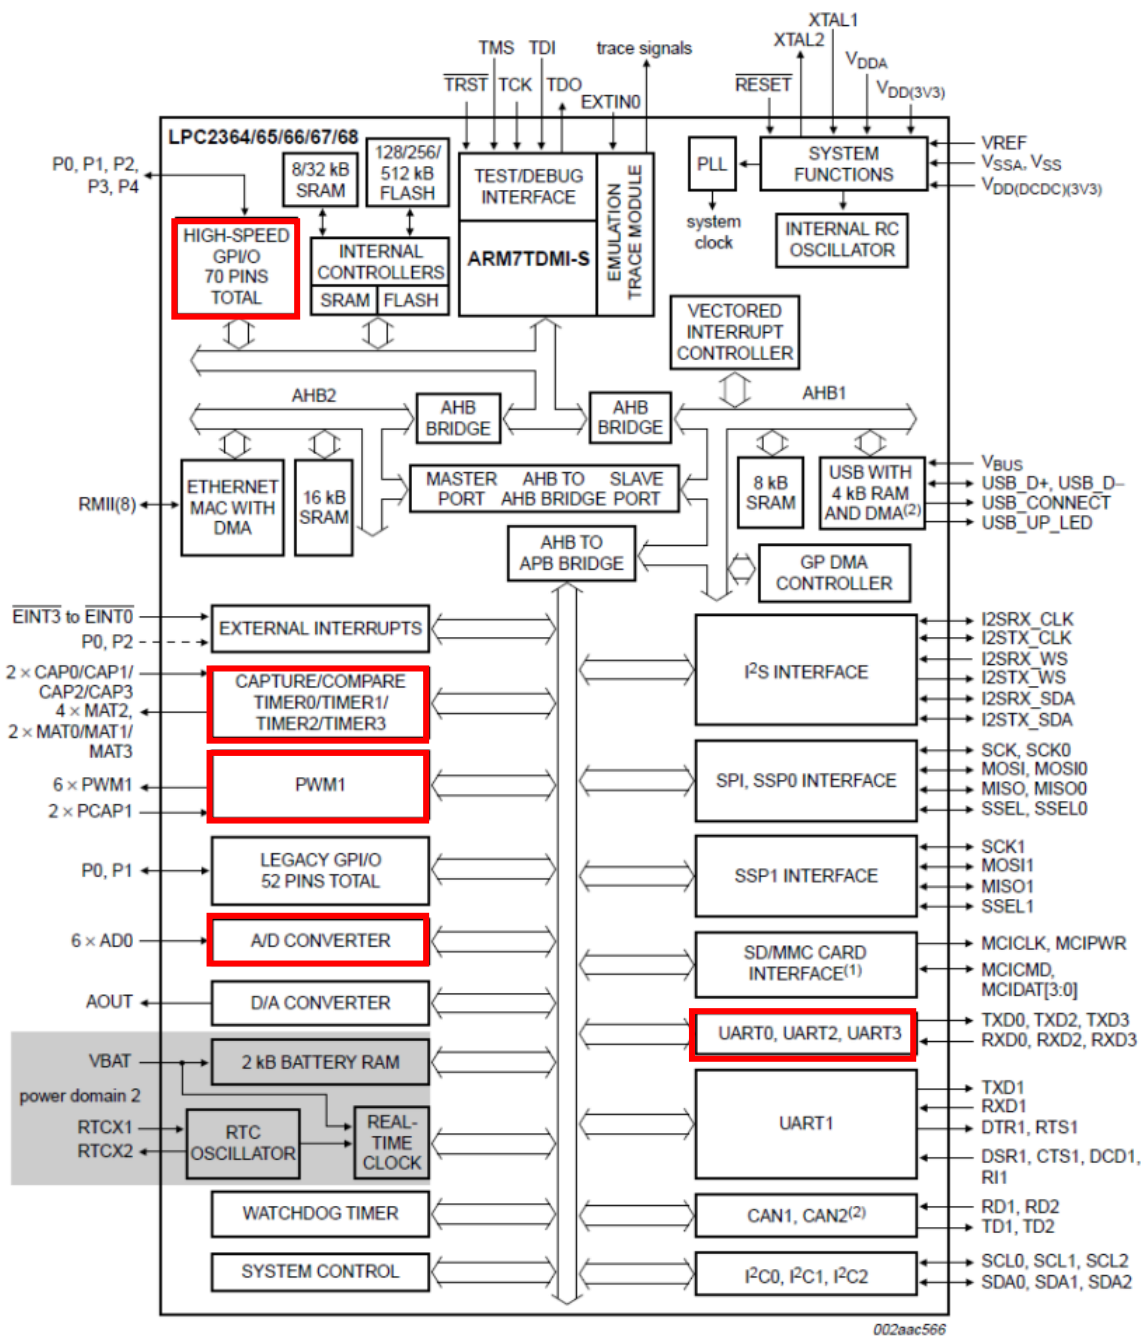 XTAL1
XTAL2
TMS TDI
trace signals
VDDA
TRST TCK TDO
RESET
VDD(3V3)
EXTIN0
LPC2364/65/66/67/68
P0, P1, P2,
P3, P4
8/32 kB
SRAM
128/256/
512 kB
FLASH
TEST/DEBUG
INTERFACE
EMULATION
TRACE MODULE
PLL
SYSTEM
FUNCTIONS
VREF
VSSA, VSS
VDD(DCDC)(3V3)
system
clock
HIGH-SPEED
GPI/O
70 PINS
TOTAL
INTERNAL
CONTROLLERS
SRAM FLASH
ARM7TDMI-S
INTERNAL RC
OSCILLATOR
VECTORED
INTERRUPT
CONTROLLER
AHB2
AHB
BRIDGE
AHB
BRIDGE
AHB1
ETHERNET
MAC WITH
DMA
16 kB
SRAM
MASTER
PORT
AHB TO
AHB BRIDGE
SLAVE
PORT
8 kB
SRAM
USB WITH
4 kB RAM
AND DMA(2)
VBUS
USB_D+, USB_D−
USB_CONNECT
USB_UP_LED
RMII(8)
AHB TO
APB BRIDGE
GP DMA
CONTROLLER
EINT3 to EINT0
P0, P2
EXTERNAL INTERRUPTS
I2S INTERFACE
I2SRX_CLK
I2STX_CLK
I2SRX_WS
I2STX_WS
I2SRX_SDA
I2STX_SDA
2 × CAP0/CAP1/
CAP2/CAP3
4 × MAT2,
2 × MAT0/MAT1/
MAT3
CAPTURE/COMPARE
TIMER0/TIMER1/
TIMER2/TIMER3
6 × PWM1
2 × PCAP1
PWM1
SPI, SSP0 INTERFACE
SCK, SCK0
MOSI, MOSI0
MISO, MISO0
SSEL, SSEL0
P0, P1
LEGACY GPI/O
52 PINS TOTAL
SSP1 INTERFACE
SCK1
MOSI1
MISO1
SSEL1
6 × AD0
A/D CONVERTER
SD/MMC CARD
INTERFACE(1)
MCICLK, MCIPWR
MCICMD,
MCIDAT[3:0]
AOUT
D/A CONVERTER
UART0, UART2, UART3
TXD0, TXD2, TXD3
RXD0, RXD2, RXD3
VBAT
2 kB BATTERY RAM
power domain 2
RTCX1
RTCX2
RTC
OSCILLATOR
REAL-
TIME
CLOCK
UART1
TXD1
RXD1
DTR1, RTS1
DSR1, CTS1, DCD1,
RI1
WATCHDOG TIMER
CAN1, CAN2(2)
RD1, RD2
TD1, TD2
SYSTEM CONTROL
I2C0, I2C1, I2C2
SCL0, SCL1, SCL2
SDA0, SDA1, SDA2
002aac566